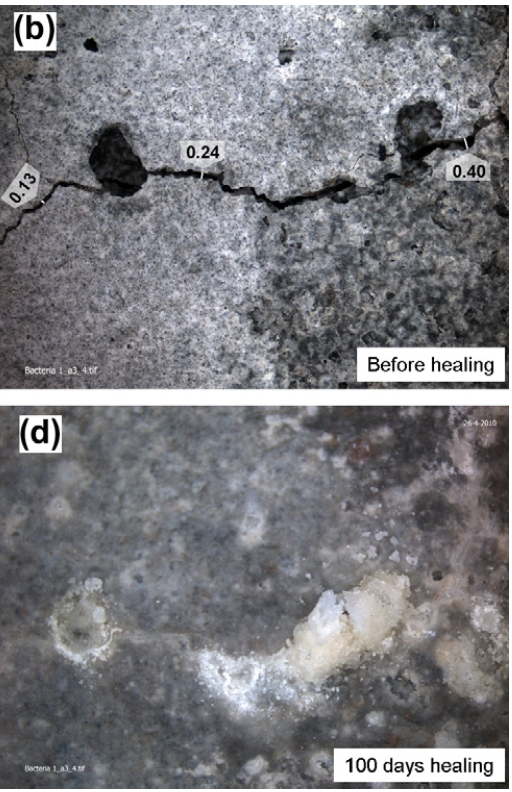 (b)
0.24
0.13
0.40
Before healing
Bacteria 1_a3_4.tif
(d)
26-4-2010
100 days healing
Bacteria 1_a3_4.tif